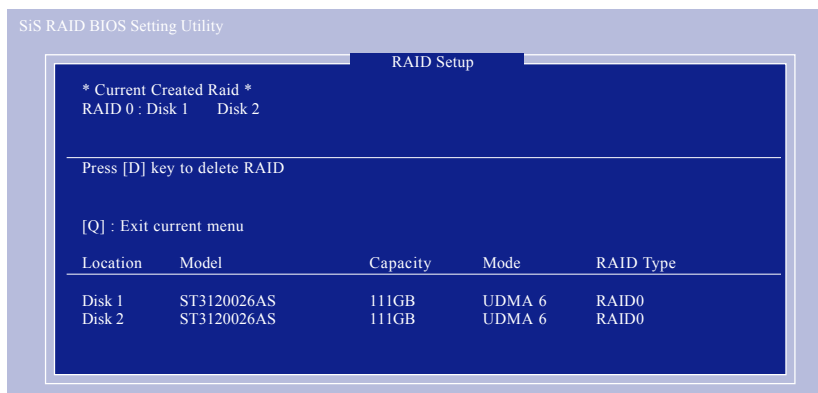 SiS RAID BIOS Setting Utility
RAID Setup
* Current Created Raid *
RAID 0 : Disk 1 Disk 2
Press [D] key to delete RAID
[Q] : Exit current menu
Location Model Capacity Mode RAID Type
Disk 1 ST3120026AS 111GB UDMA 6 RAID0
Disk 2 ST3120026AS 111GB UDMA 6 RAID0